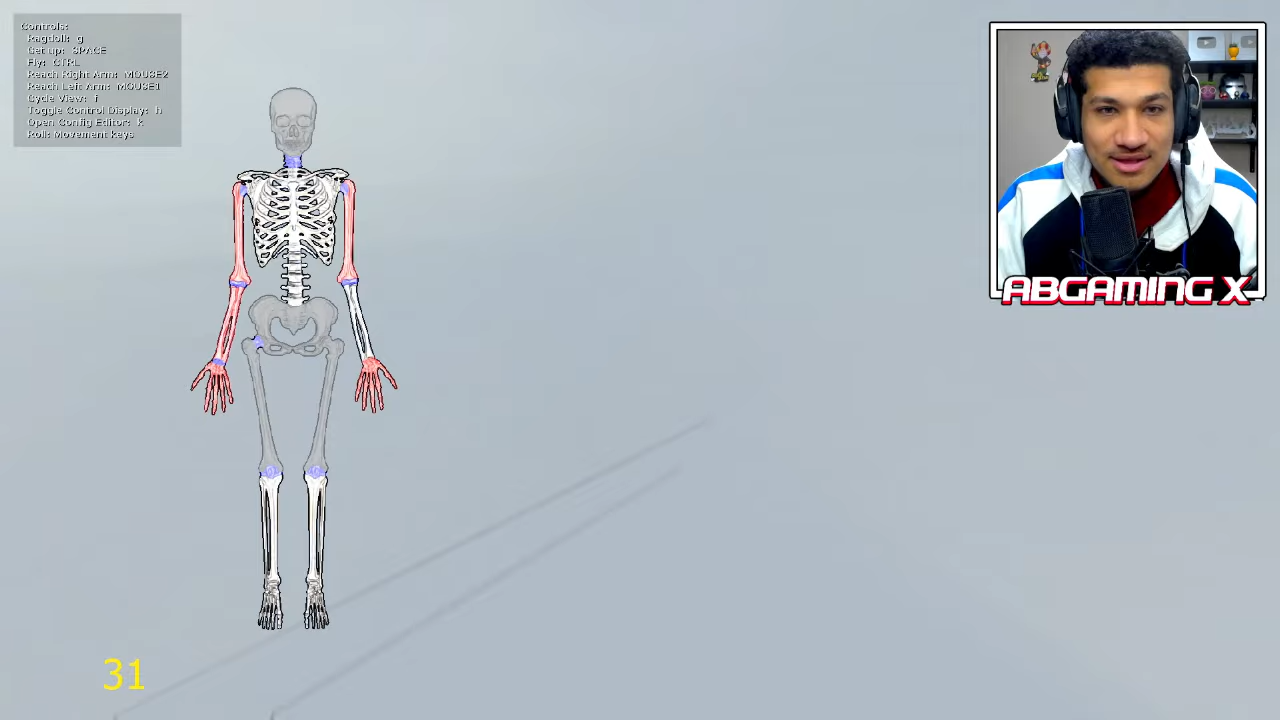 Controls:
Ragdoll: g
Get up: SPACE
Fly: CTRL
Reach Right Arm: MOUSE2
Reach Left Arm: MOUSE1
Cycle View: f
Toggle Control Display: h
Open Config Editor: k
Roll: Movement keys
ABGAMING X
31